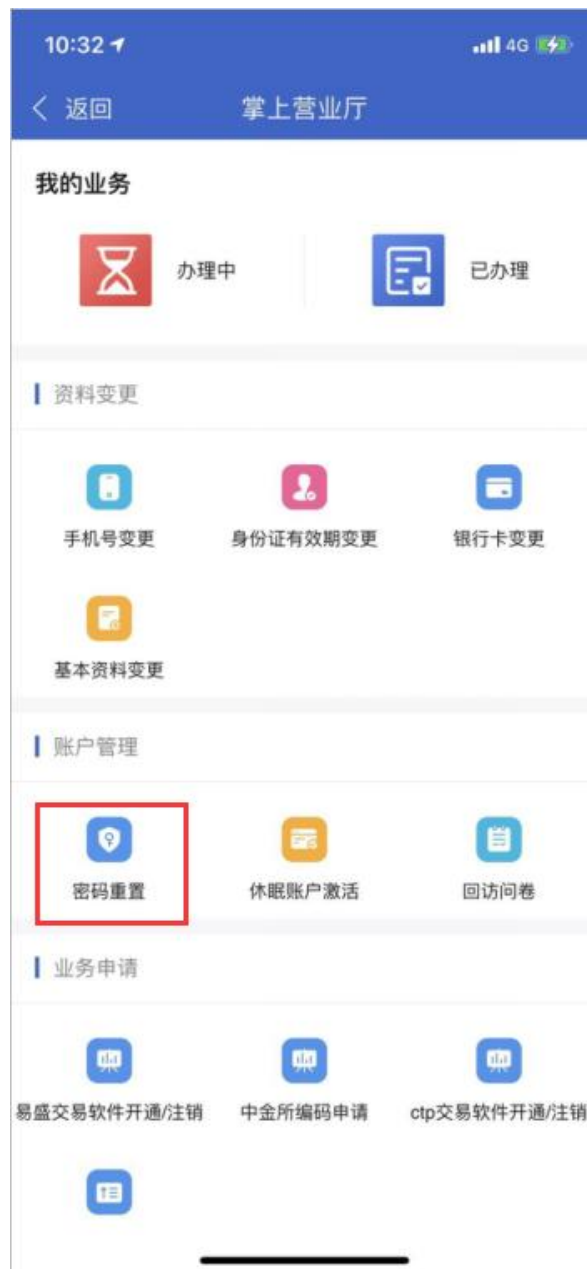 10:32 4G
返回 掌上营业厅
我的业务
办理中 已办理
资料变更
手机号变更 身份证有效期变更 银行卡变更
基本资料变更
账户管理
密码重置 休眠账户激活 回访问卷
业务申请
易盛交易软件开通/注销 中金所编码申请 ctp交易软件开通/注销